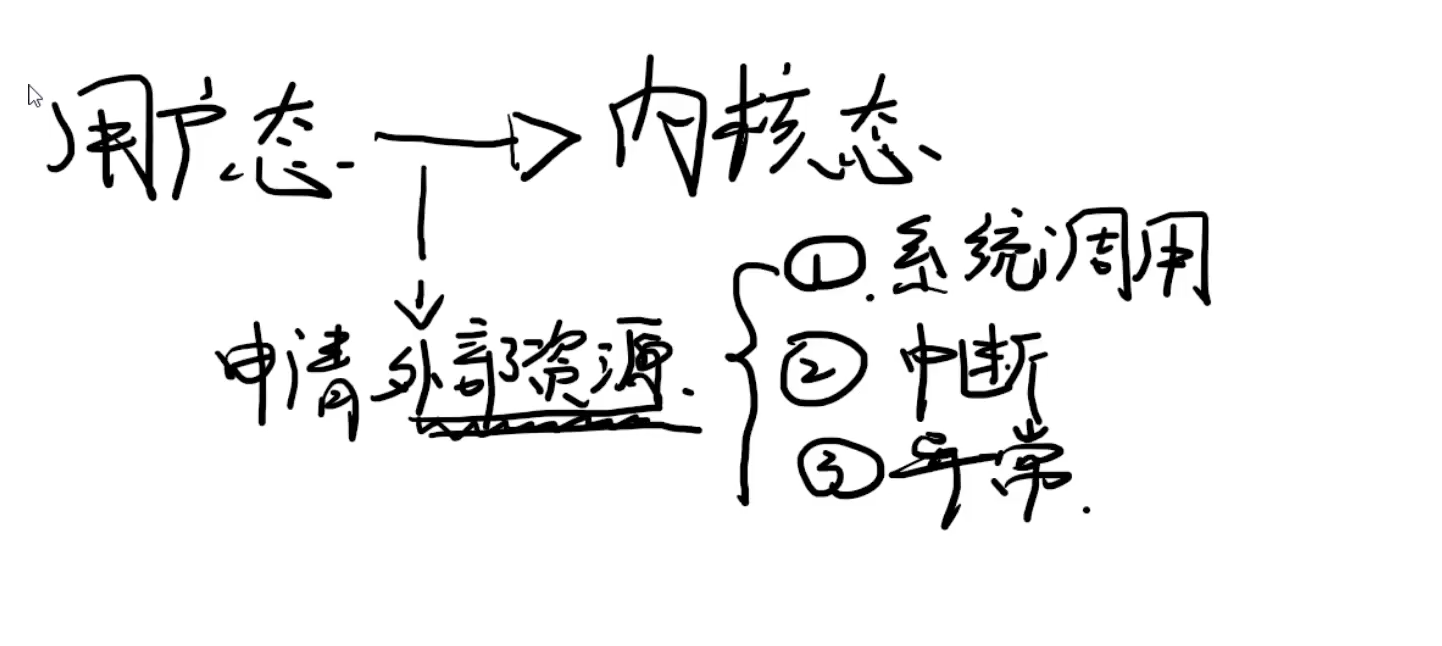 用户态 → 内核态
①.系统调用
申请外部资源.
②中断
③异常.